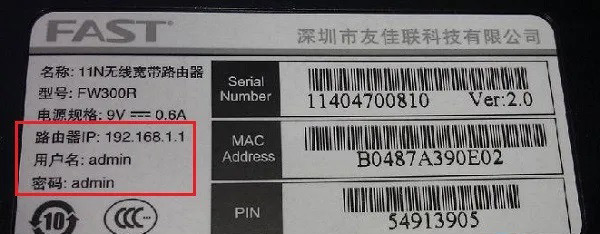 FAST
深圳市友佳联科技有限公司
名称: 11N无线宽带路由器
型号: FW300R
电源规格: 9V 0.6A
路由器IP: 192.168.1.1
用户名: admin
密码: admin
10
CCC
Serial Number
11404700810 Ver:2.0
MAC Address
B0487A390E02
PIN
54913905